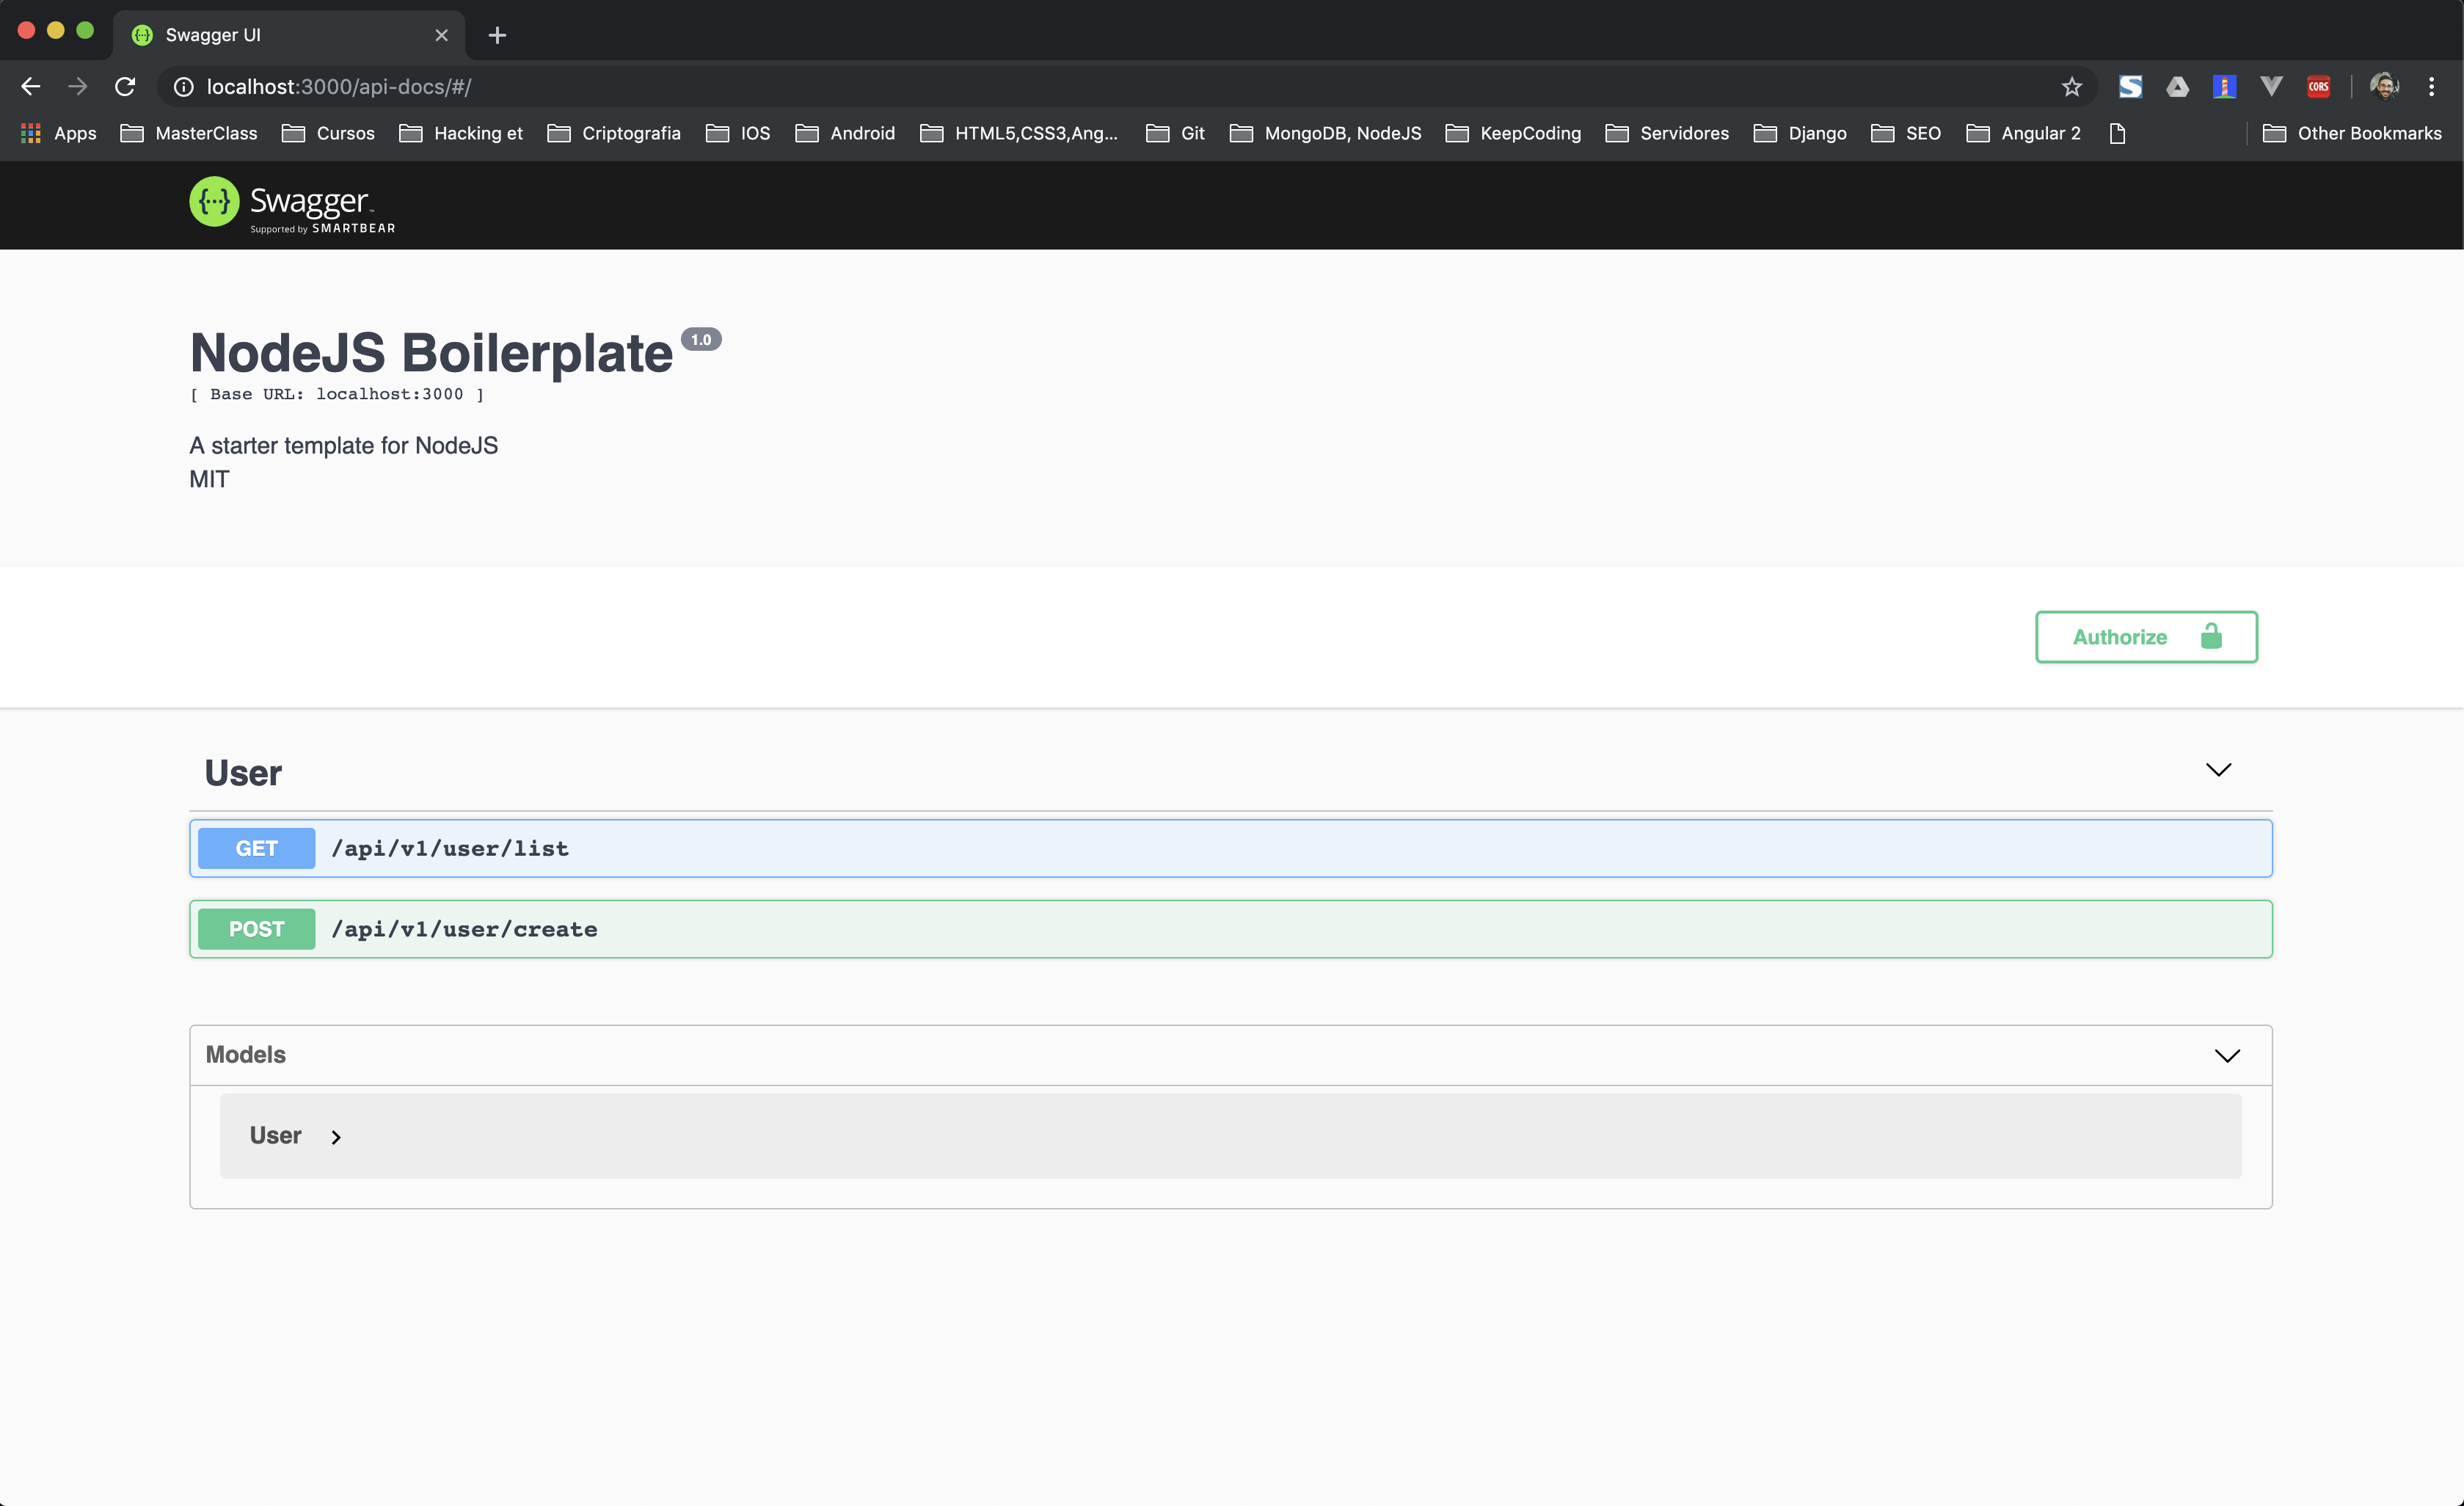 Swagger UI
localhost:3000/api-docs/#/
CORS
Apps MasterClass Cursos Hacking et Criptografia IOS Android HTML5,CSS3,Ang... Git MongoDB, NodeJS KeepCoding Servidores Django SEO Angular 2 Other Bookmarks
{...} Swagger™
Supported by SMARTBEAR
NodeJS Boilerplate 1.0
[ Base URL: localhost:3000 ]
A starter template for NodeJS
MIT
Authorize
User
GET /api/v1/user/list
POST /api/v1/user/create
Models
User